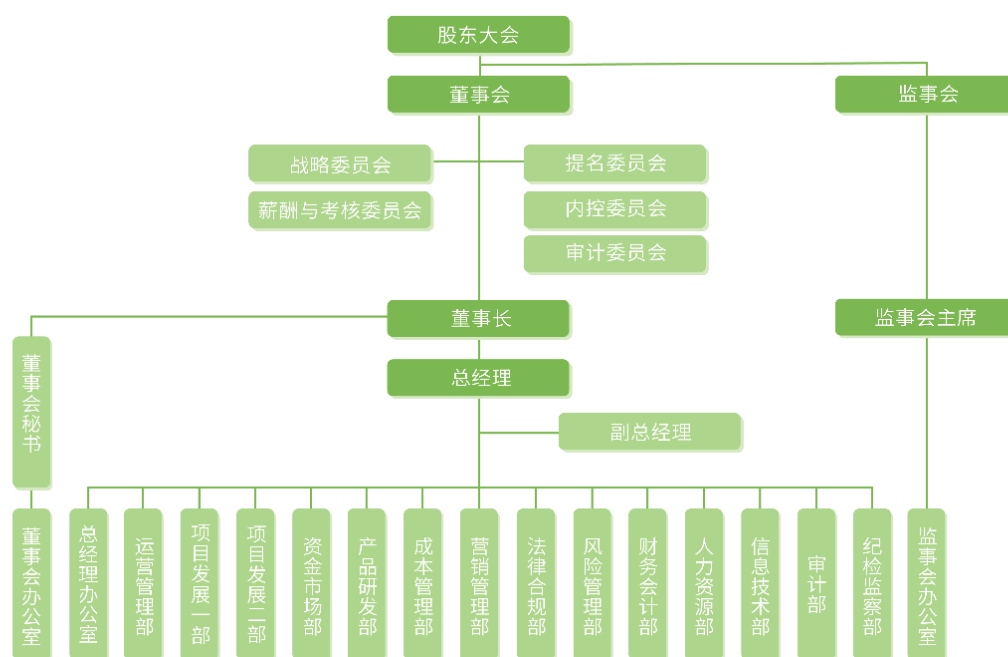 股东大会
董事会
监事会
战略委员会
提名委员会
薪酬与考核委员会
内控委员会
审计委员会
董事长
监事会主席
总经理
董事会秘书
副总经理
董事会办公室
总经理办公室
运营管理部
项目发展一部
项目发展二部
资金市场部
产品研发部
成本管理部
营销管理部
法律合规部
风险管理部
财务会计部
人力资源部
信息技术部
审计部
纪检监察部
监事会办公室